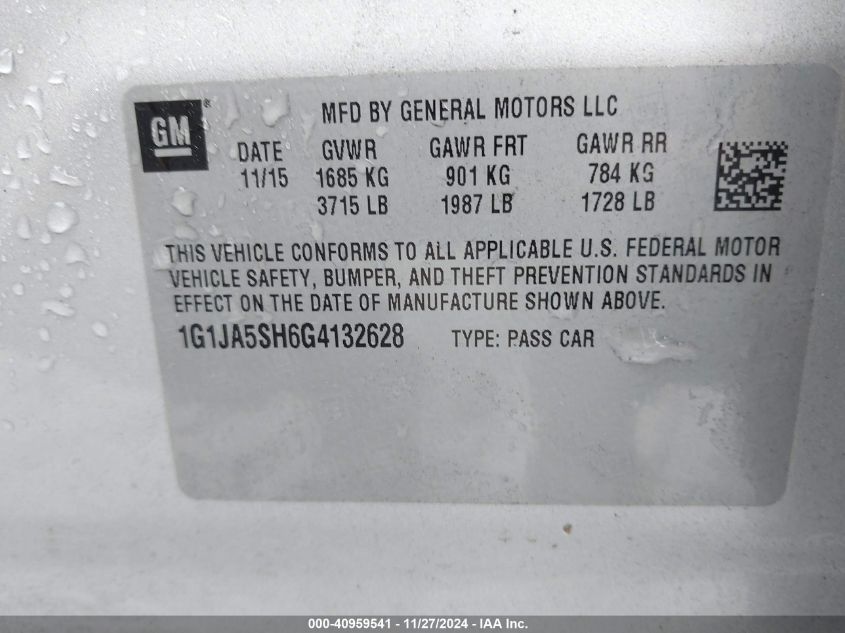 GM®
MFD BY GENERAL MOTORS LLC
DATE GVWR GAWR FRT GAWR RR
11/15 1685 KG 901 KG 784 KG
3715 LB 1987 LB 1728 LB
THIS VEHICLE CONFORMS TO ALL APPLICABLE U.S. FEDERAL MOTOR
VEHICLE SAFETY, BUMPER, AND THEFT PREVENTION STANDARDS IN
EFFECT ON THE DATE OF MANUFACTURE SHOWN ABOVE.
1G1JA5SH6G4132628 TYPE: PASS CAR
000-40959541 - 11/27/2024 - IAA Inc.